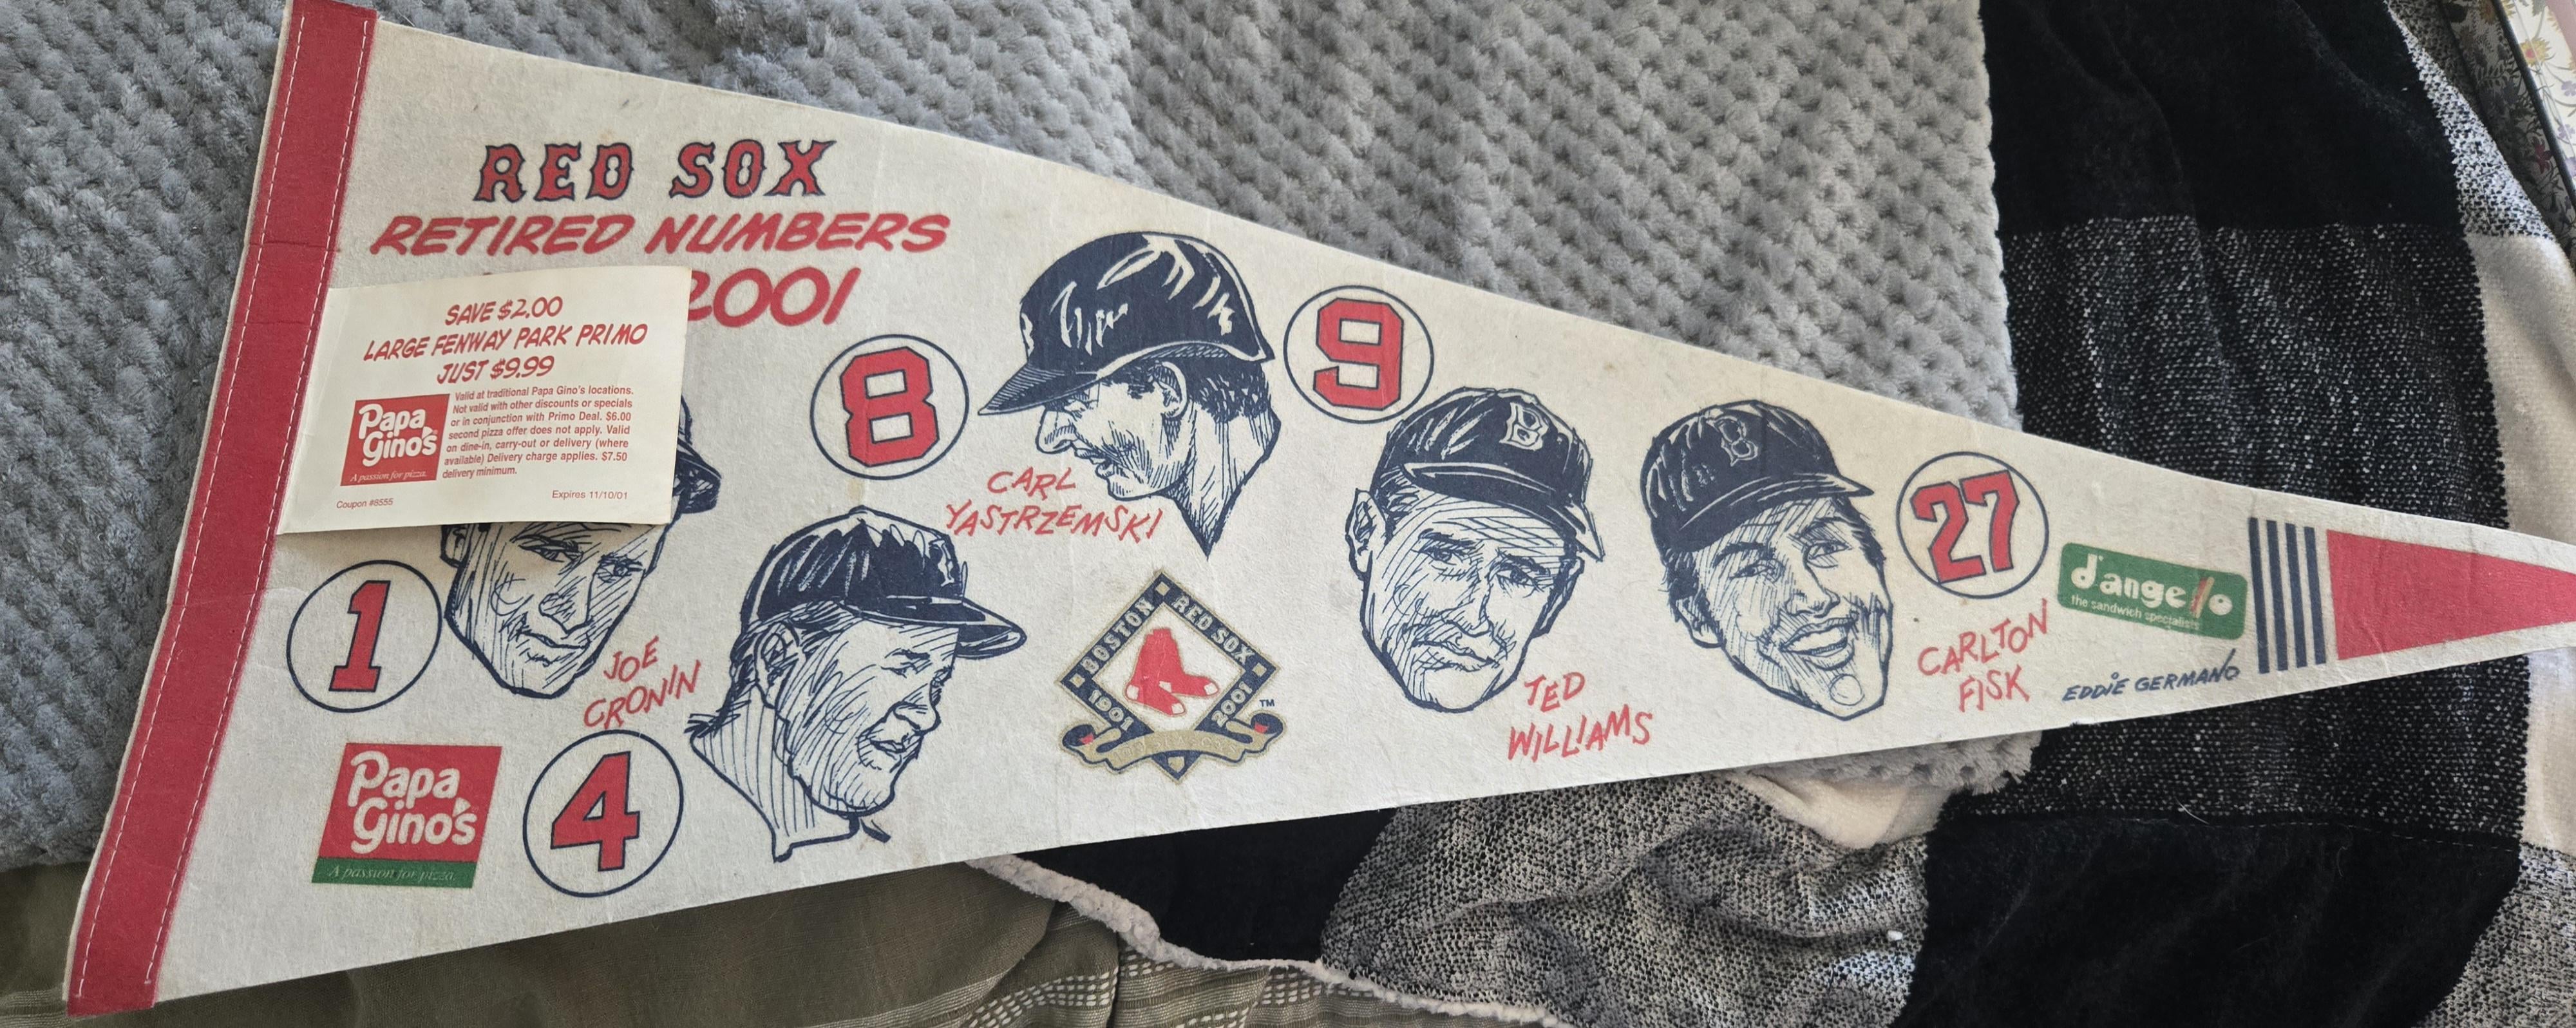 RED SOX
RETIRED NUMBERS
2001
SAVE $2.00
LARGE FENWAY PARK PRIMO
JUST $9.99
Papa
Gino's
A passion for pizza.
Valid at traditional Papa Gino's locations.
Not valid with other discounts or specials
or in conjunction with Primo Deal. $6.00
second pizza offer does not apply. Valid
on dine-in, carry-out or delivery (where
available) Delivery charge applies. $7.50
delivery minimum.
Coupon #8555
Expires 11/10/01
1
JOE
CRONIN
Papa
Gino's
A passion for pizza.
4
8
CARL
YASTRZEMSKI
B
BOSTON RED SOX
1901 2001
TM
9
B
TED
WILLIAMS
B
27
CARLTON
FISK
d'angelo
the sandwich specialists
EDDIE GERMANO